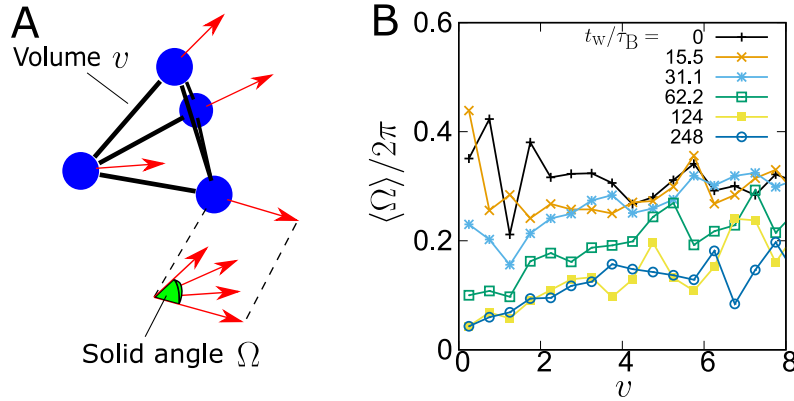 A
Volume v
Solid angle Ω
B
⟨Ω⟩/2π
0.6
0.4
0.2
0
t_W/τ_B = 0
15.5
31.1
62.2
124
248
0 2 4 6 8
v